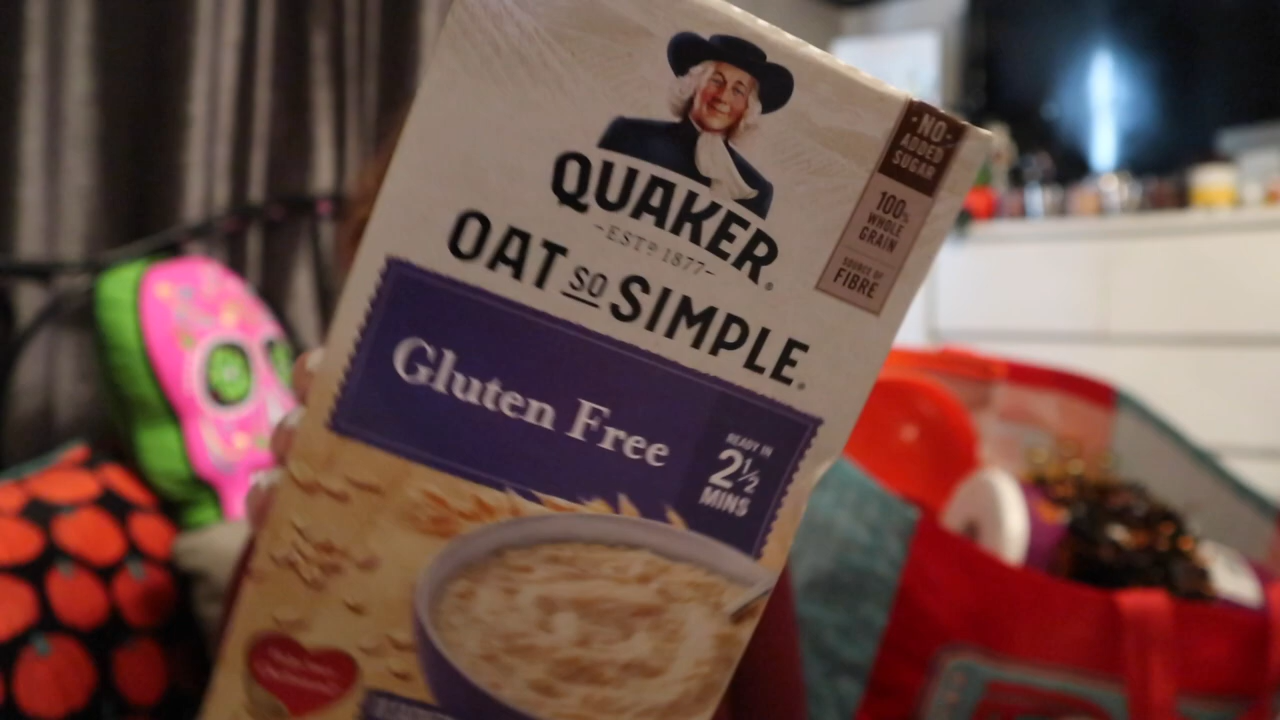 QUAKER
-ESTD 1877-
OAT SO SIMPLE
Gluten Free
READY IN
2½
MINS
·NO·
ADDED
SUGAR
100%
WHOLE
GRAIN
SOURCE OF
FIBRE